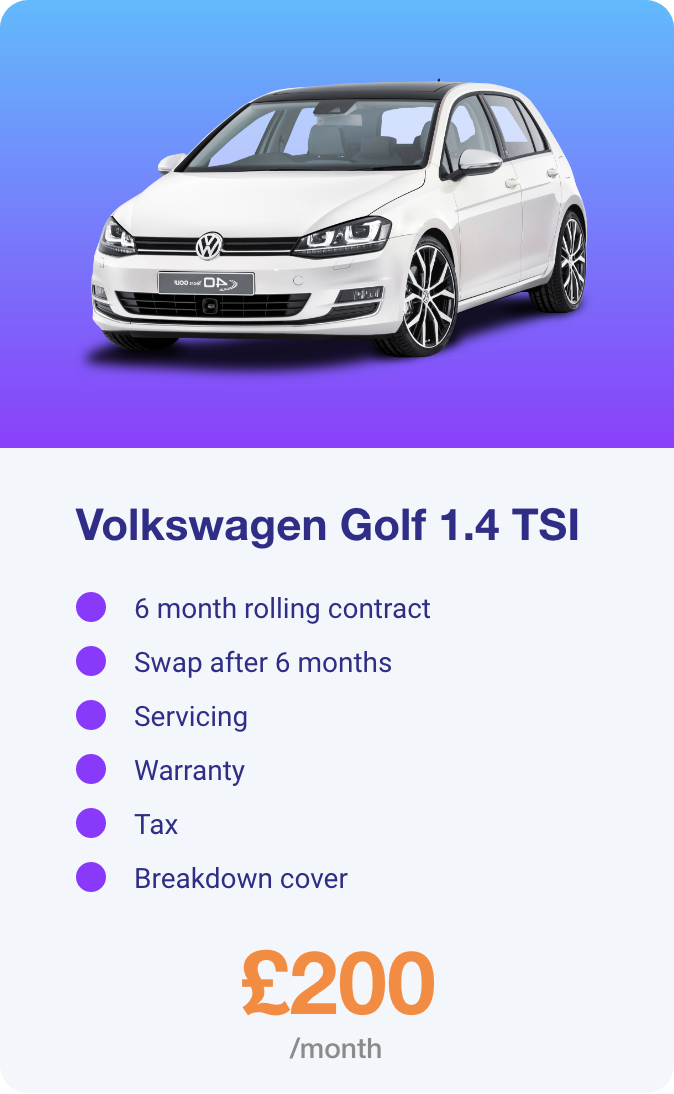 Volkswagen Golf 1.4 TSI
6 month rolling contract
Swap after 6 months
Servicing
Warranty
Tax
Breakdown cover
£200
/month